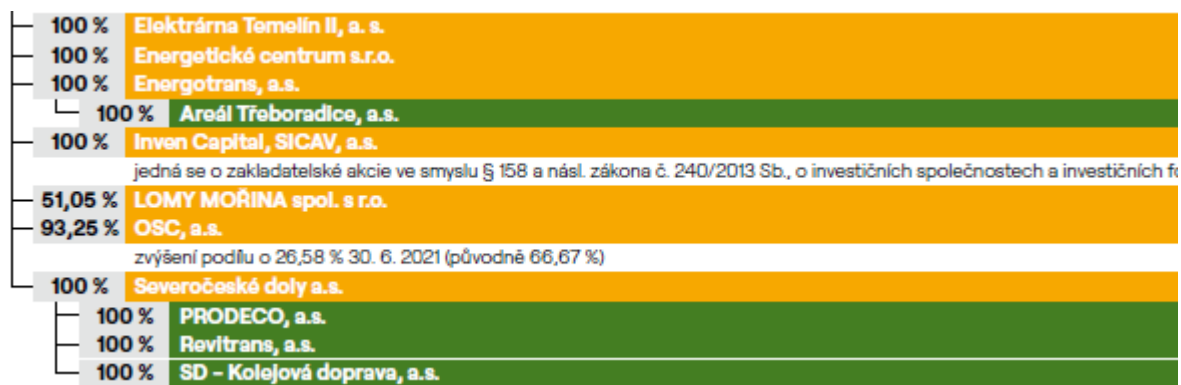 100 % Elektrárna Temelín II, a. s.
100 % Energetické centrum s.r.o.
100 % Energotrans, a.s.
100 % Areál Třeboradice, a.s.
100 % Inven Capital, SICAV, a.s.
jedná se o zakladatelské akcie ve smyslu § 158 a násl. zákona č. 240/2013 Sb., o investičních společnostech a investičních fo
51,05 % LOMY MOŘINA spol. s r.o.
93,25 % OSC, a.s.
zvýšení podílu o 26,58 % 30. 6. 2021 (původně 66,67 %)
100 % Severočeské doly a.s.
100 % PRODECO, a.s.
100 % Revitrans, a.s.
100 % SD – Kolejová doprava, a.s.